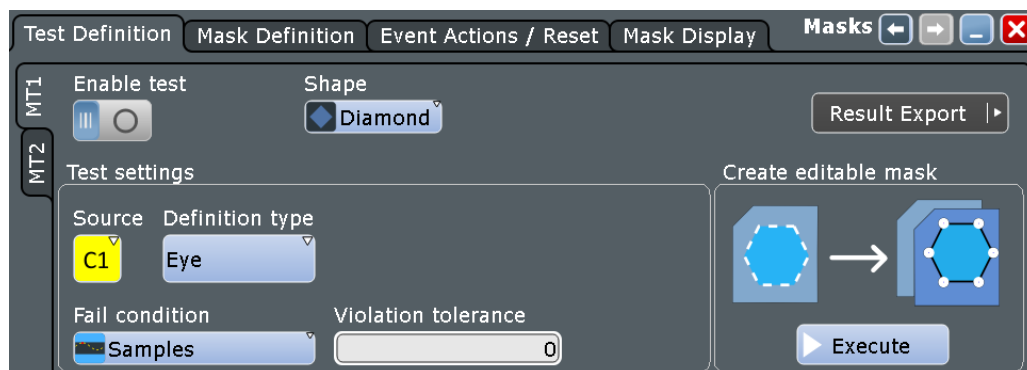 Test Definition Mask Definition Event Actions / Reset Mask Display Masks
MT1
MT2
Enable test Shape
Diamond
Result Export
Test settings Create editable mask
Source Definition type
C1 Eye
Fail condition Violation tolerance
Samples 0
Execute